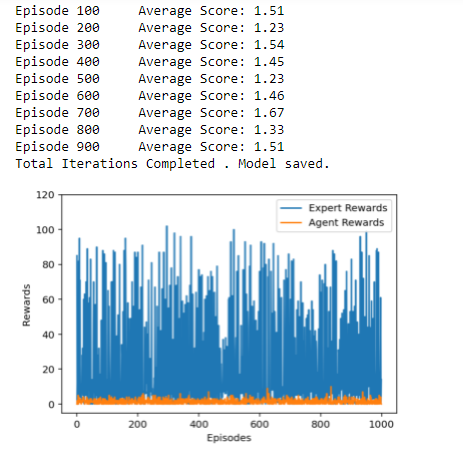 Episode 100 Average Score: 1.51
Episode 200 Average Score: 1.23
Episode 300 Average Score: 1.54
Episode 400 Average Score: 1.45
Episode 500 Average Score: 1.23
Episode 600 Average Score: 1.46
Episode 700 Average Score: 1.67
Episode 800 Average Score: 1.33
Episode 900 Average Score: 1.51
Total Iterations Completed . Model saved.
120
100
80
60
40
20
0
Rewards
Expert Rewards
Agent Rewards
0 200 400 600 800 1000
Episodes